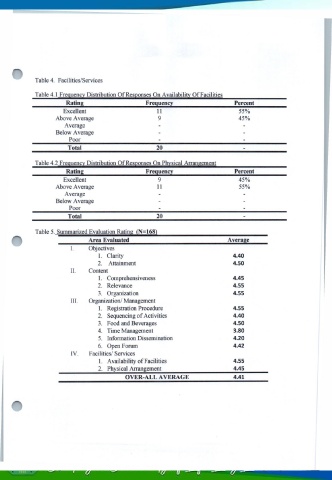 Table 4. Facilities/Services
Table 4.1 Frequency Distribution Of Responses On Availability Of Facilities
Rating Frequency Percent
Excellent 11 55%
Above Average 9 45%
Average - -
Below Average - -
Poor - -
Total 20 -
Table 4.2 Frequency Distribution Of Responses On Physical Arrangement
Rating Frequency Percent
Excellent 9 45%
Above Average 11 55%
Average - -
Below Average - -
Poor - -
Total 20 -
Table 5. Summarized Evaluation Rating (N=168)
Area Evaluated Average
I. Objectives
1. Clarity 4.40
2. Attainment 4.50
II. Content
1. Comprehensiveness 4.45
2. Relevance 4.55
3. Organization 4.55
III. Organization/ Management
1. Registration Procedure 4.55
2. Sequencing of Activities 4.40
3. Food and Beverages 4.50
4. Time Management 3.80
5. Information Dissemination 4.20
6. Open Forum 4.42
IV. Facilities/ Services
1. Availability of Facilities 4.55
2. Physical Arrangement 4.45
OVER-ALL AVERAGE 4.41